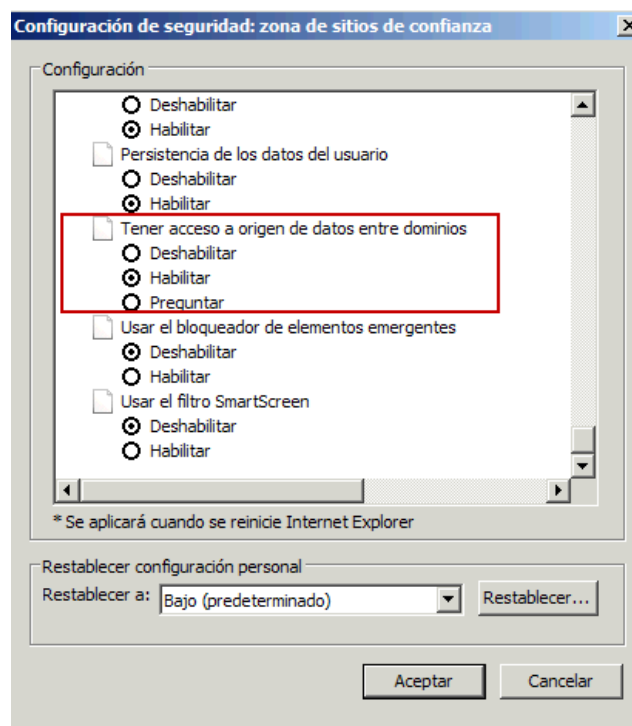 Configuración de seguridad: zona de sitios de confianza
Configuración
Deshabilitar
Habilitar
Persistencia de los datos del usuario
Deshabilitar
Habilitar
Tener acceso a origen de datos entre dominios
Deshabilitar
Habilitar
Preguntar
Usar el bloqueador de elementos emergentes
Deshabilitar
Habilitar
Usar el filtro SmartScreen
Deshabilitar
Habilitar
* Se aplicará cuando se reinicie Internet Explorer
Restablecer configuración personal
Restablecer a: Bajo (predeterminado) Restablecer...
Aceptar Cancelar